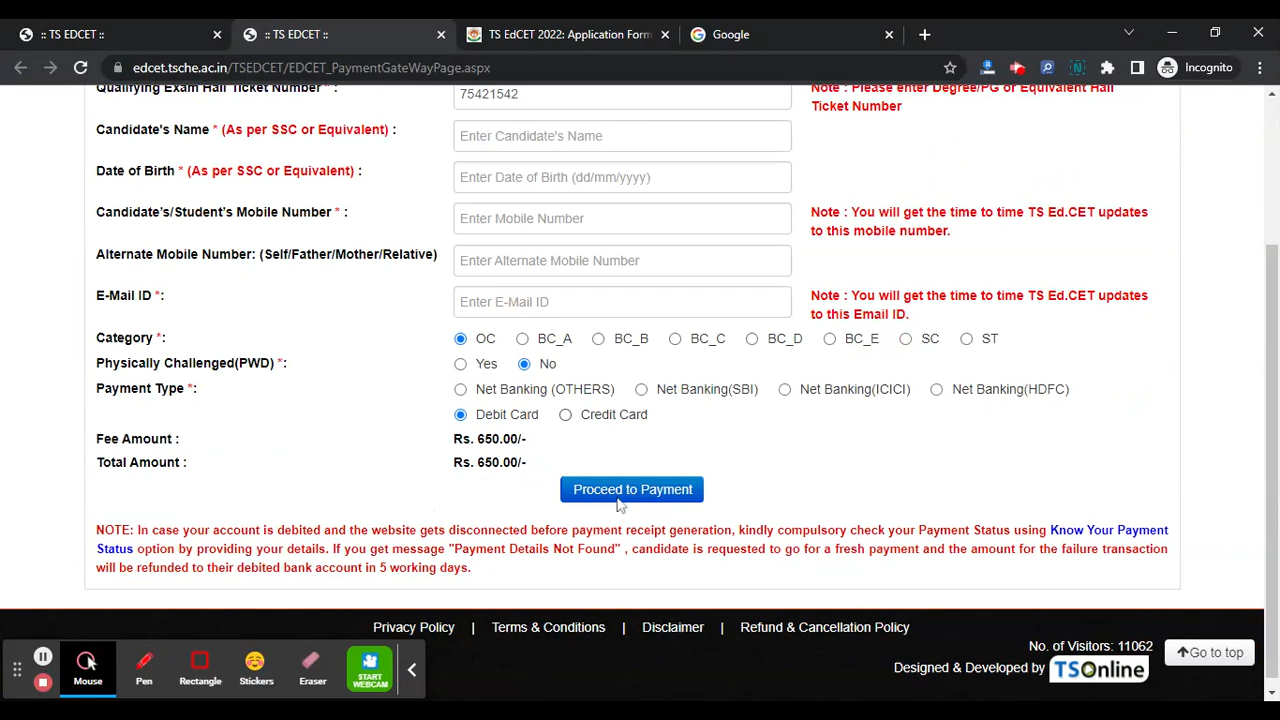 :: TS EDCET ::
:: TS EDCET ::
TS EdCET 2022: Application Form
Google
edcet.tsche.ac.in/TSEDCET/EDCET_PaymentGateWayPage.aspx
Incognito
Qualifying Exam Hall Ticket Number * :
75421542
Note : Please enter Degree/PG or Equivalent Hall
Ticket Number
Candidate's Name * (As per SSC or Equivalent) :
Enter Candidate's Name
Date of Birth * (As per SSC or Equivalent) :
Enter Date of Birth (dd/mm/yyyy)
Candidate's/Student's Mobile Number * :
Enter Mobile Number
Note : You will get the time to time TS Ed.CET updates
to this mobile number.
Alternate Mobile Number: (Self/Father/Mother/Relative)
Enter Alternate Mobile Number
E-Mail ID *:
Enter E-Mail ID
Note : You will get the time to time TS Ed.CET updates
to this Email ID.
Category *:
OC BC_A BC_B BC_C BC_D BC_E SC ST
Physically Challenged(PWD) *:
Yes No
Payment Type *:
Net Banking (OTHERS) Net Banking(SBI) Net Banking(ICICI) Net Banking(HDFC)
Debit Card Credit Card
Fee Amount :
Rs. 650.00/-
Total Amount :
Rs. 650.00/-
Proceed to Payment
NOTE: In case your account is debited and the website gets disconnected before payment receipt generation, kindly compulsory check your Payment Status using Know Your Payment
Status option by providing your details. If you get message "Payment Details Not Found" , candidate is requested to go for a fresh payment and the amount for the failure transaction
will be refunded to their debited bank account in 5 working days.
Privacy Policy | Terms & Conditions | Disclaimer | Refund & Cancellation Policy
No. of Visitors: 11062
Go to top
Designed & Developed by TSOnline
Mouse
Pen
Rectangle
Stickers
Eraser
START
WEBCAM